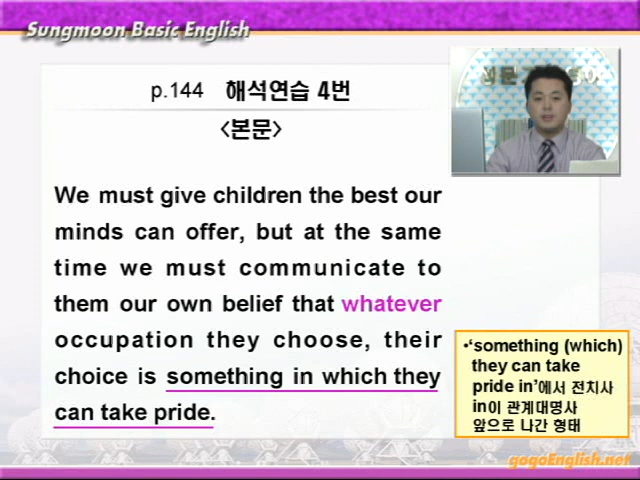 Sungmoon Basic English
p.144 해석연습 4번
<본문>
We must give children the best our
minds can offer, but at the same
time we must communicate to
them our own belief that whatever
occupation they choose, their
choice is something in which they
can take pride.
•‘something (which)
they can take
pride in’에서 전치사
in이 관계대명사
앞으로 나간 형태
gogoEnglish.net